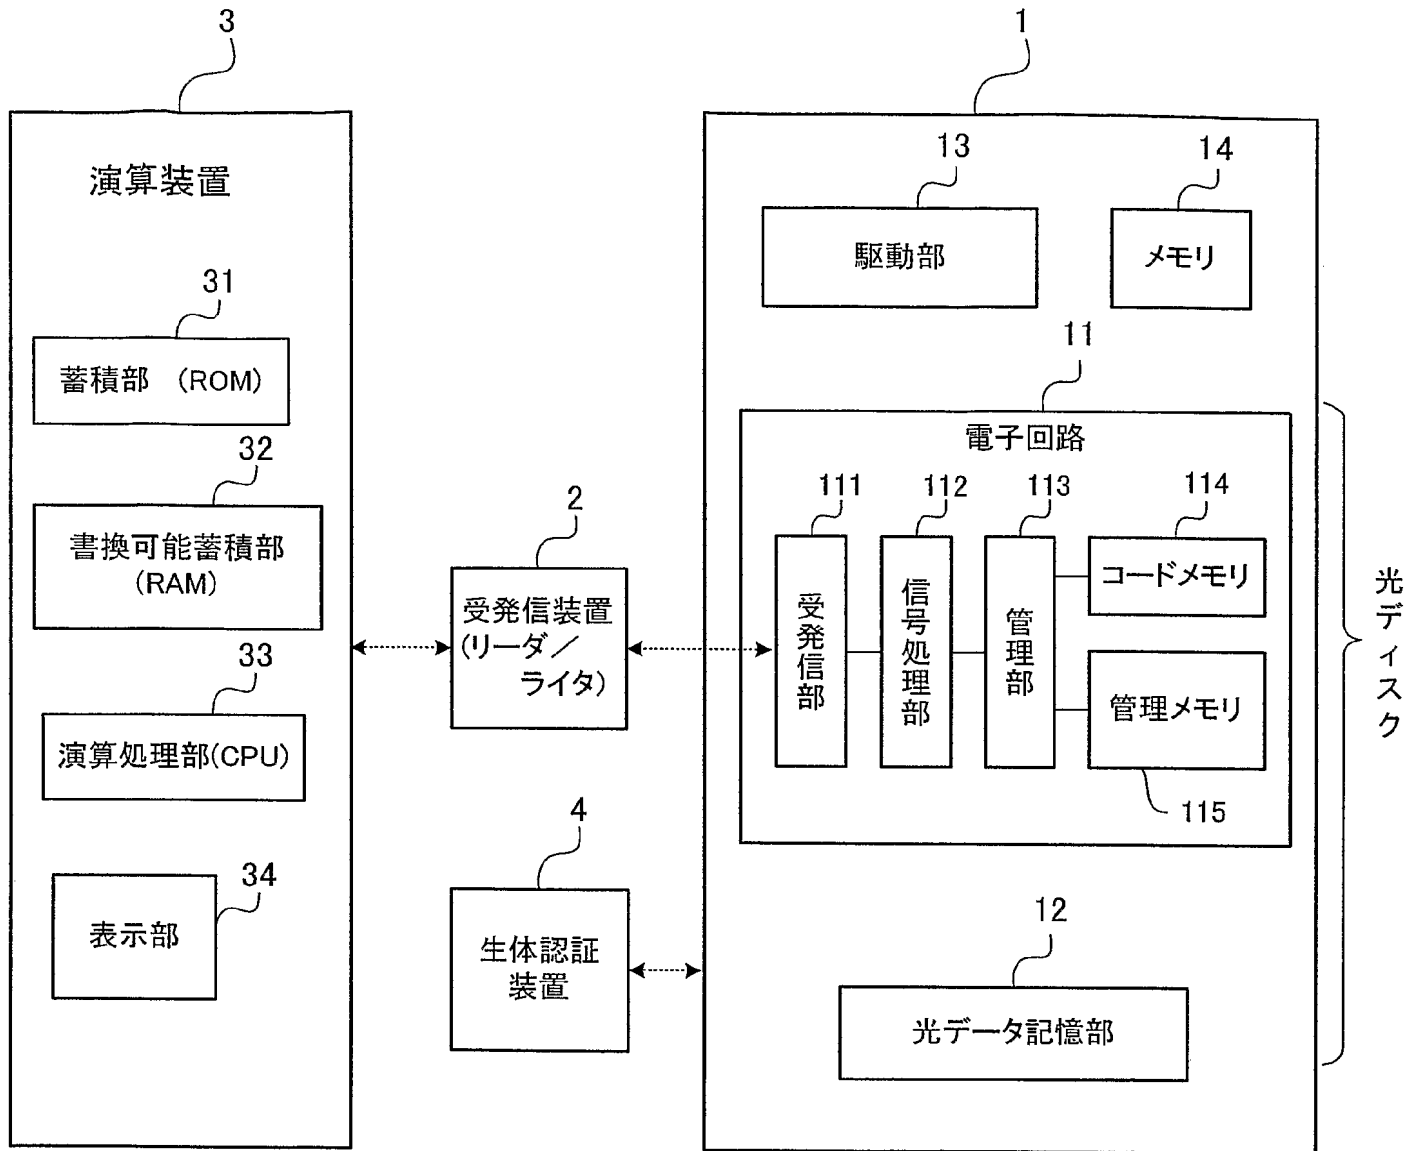 3
演算装置
31
蓄積部 (ROM)
32
書換可能蓄積部
(RAM)
33
演算処理部(CPU)
34
表示部
2
受発信装置
(リーダ/
ライタ)
4
生体認証
装置
1
13
駆動部
14
メモリ
11
電子回路
111
受発信部
112
信号処理部
113
管理部
114
コードメモリ
管理メモリ
115
12
光データ記憶部
光ディスク